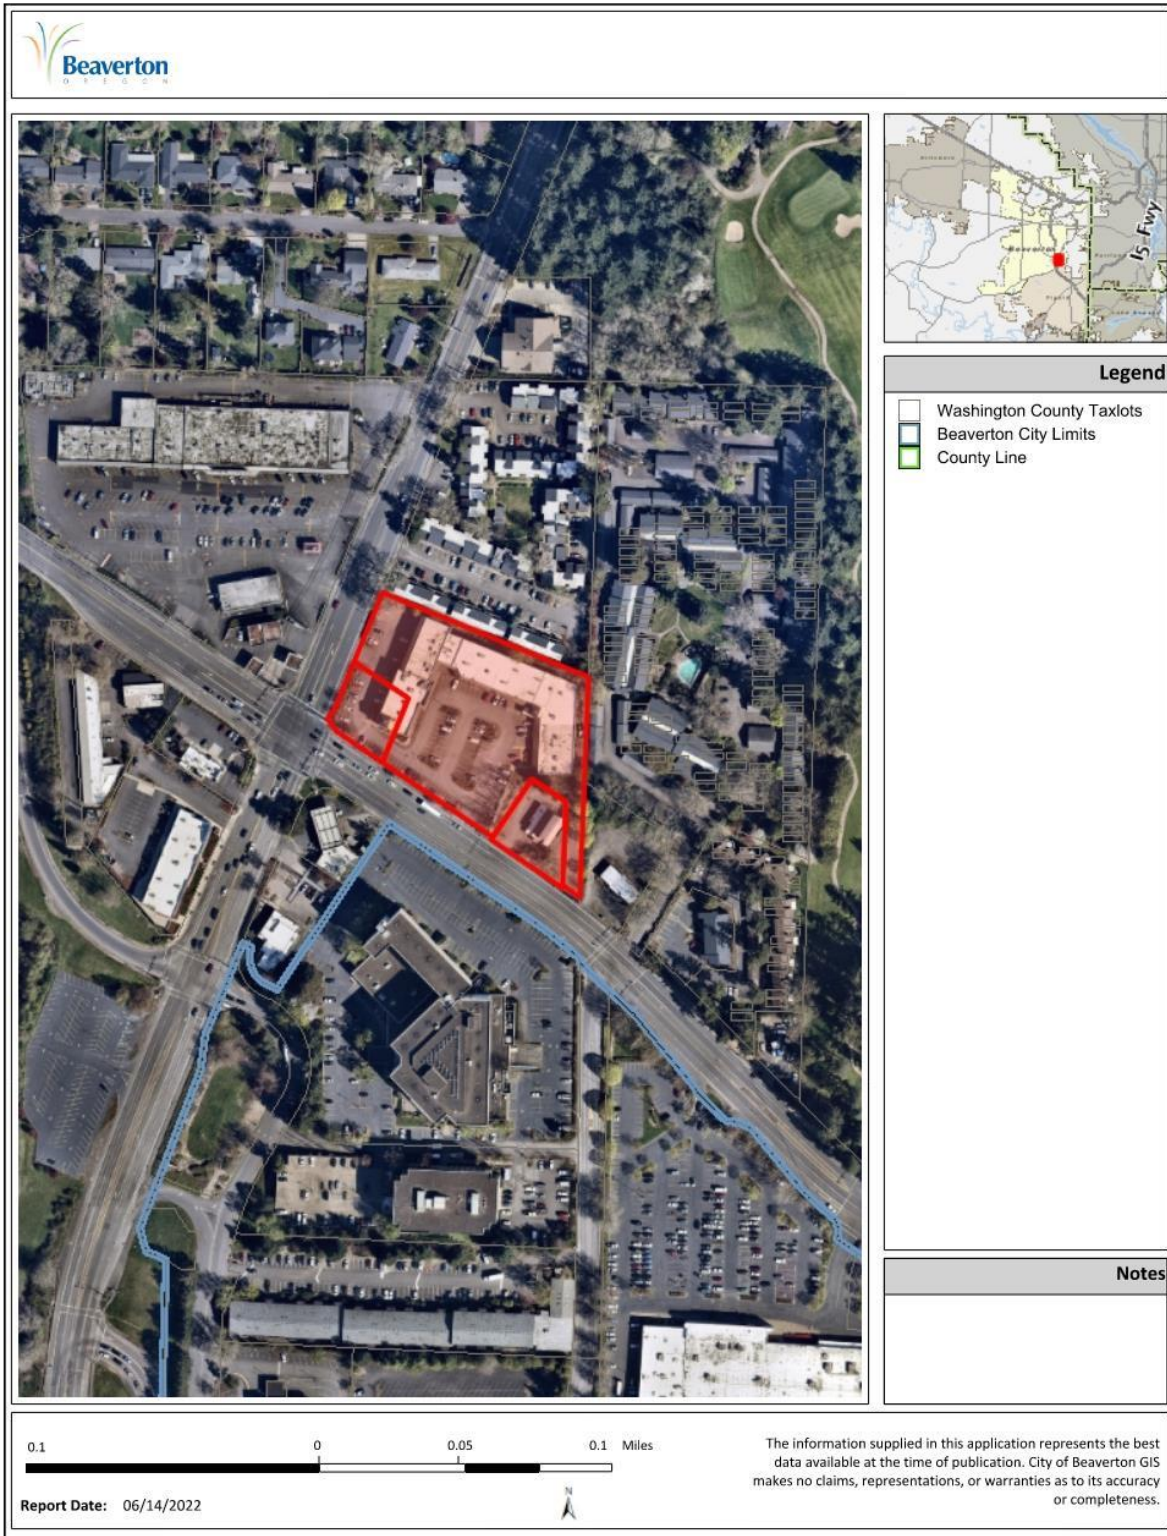 Beaverton
OREGON
Beaverton
I5 Fwy
Legend
Washington County Taxlots
Beaverton City Limits
County Line
Notes
0.1 0 0.05 0.1 Miles
The information supplied in this application represents the best
data available at the time of publication. City of Beaverton GIS
makes no claims, representations, or warranties as to its accuracy
or completeness.
N
Report Date: 06/14/2022